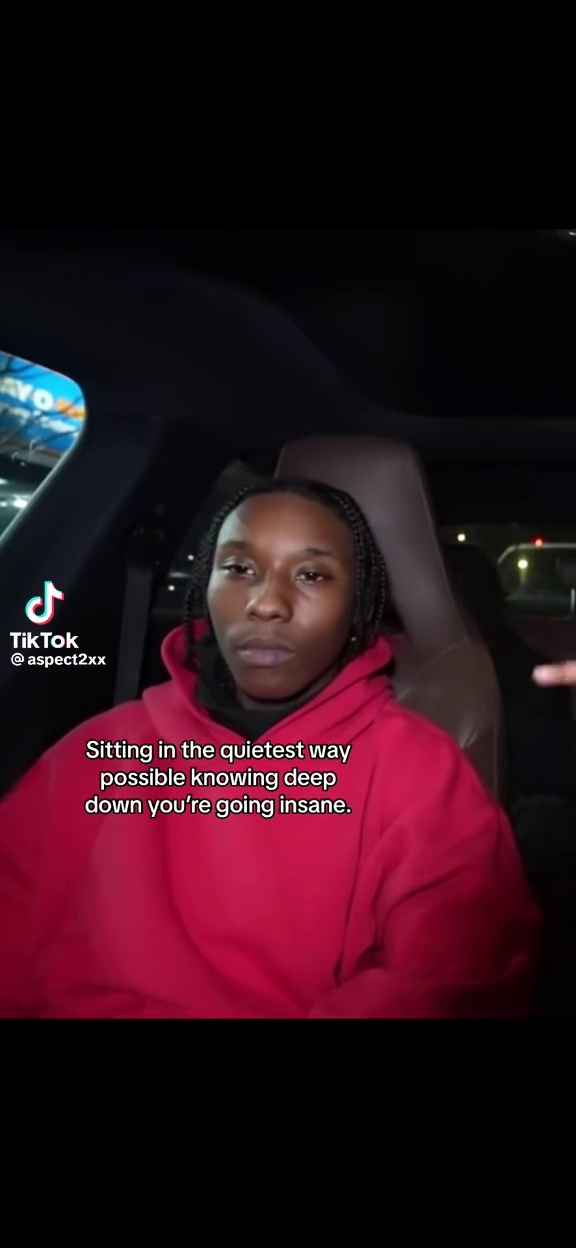 TikTok
@aspect2xx
Sitting in the quietest way
possible knowing deep
down you’re going insane.